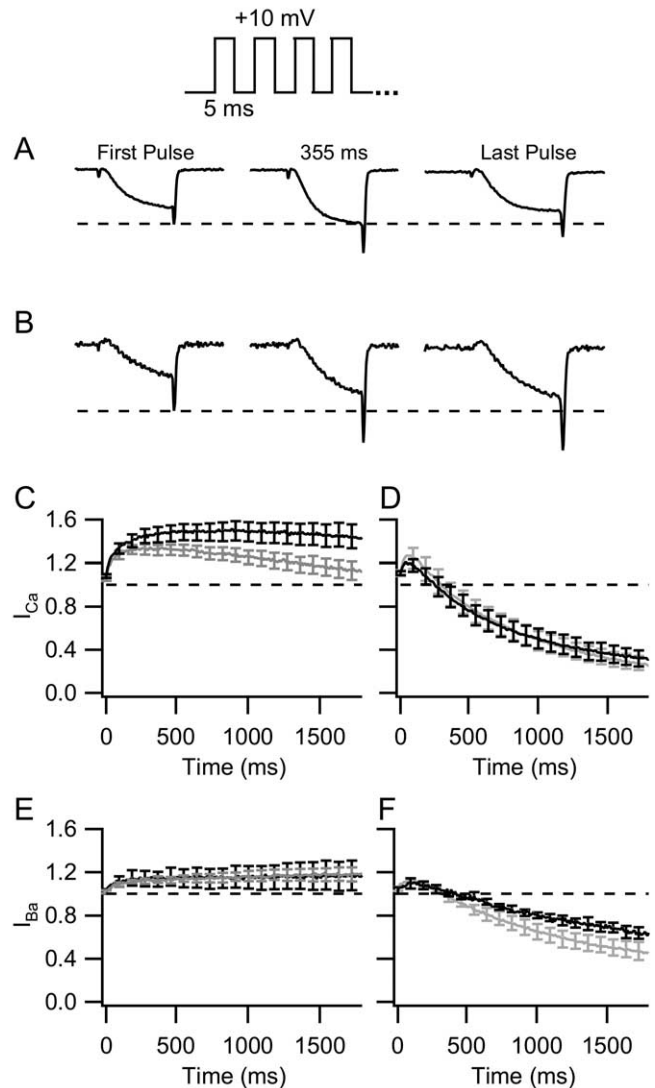 +10 mV
5 ms
...
A
First Pulse 355 ms Last Pulse
B
C D
1.6
1.2
0.8
0.4
0.0
I_Ca
0 500 1000 1500 0 500 1000 1500
Time (ms) Time (ms)
E F
1.6
1.2
0.8
0.4
0.0
I_Ba
0 500 1000 1500 0 500 1000 1500
Time (ms) Time (ms)